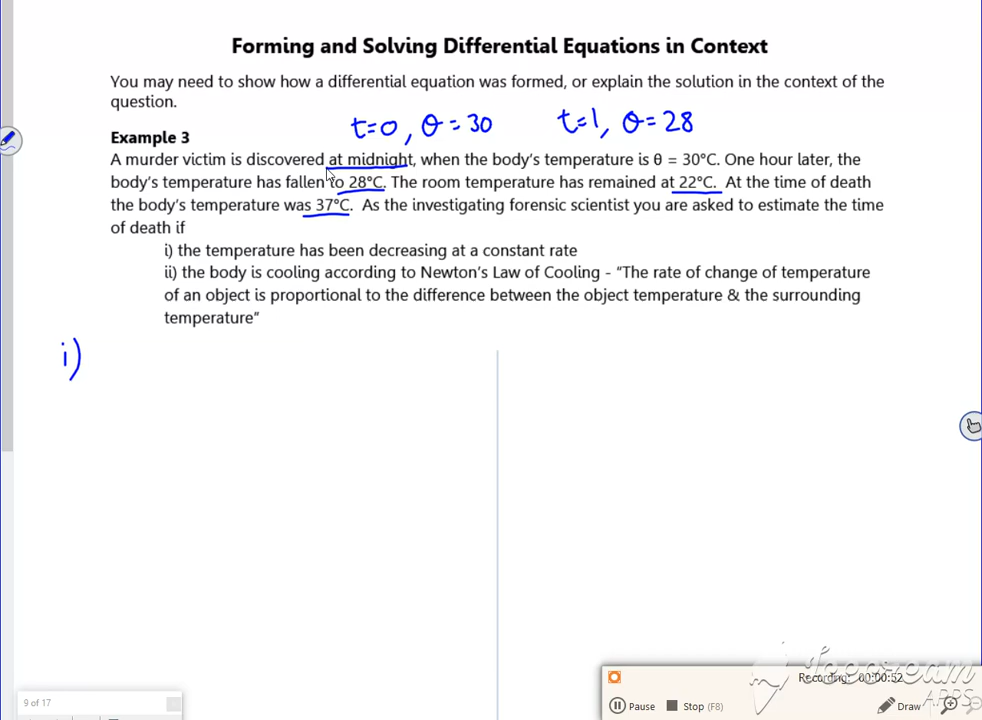 Forming and Solving Differential Equations in Context
You may need to show how a differential equation was formed, or explain the solution in the context of the
question.
t=0, θ=30 t=1, θ=28
Example 3
A murder victim is discovered at midnight, when the body's temperature is θ = 30°C. One hour later, the
body's temperature has fallen to 28°C. The room temperature has remained at 22°C. At the time of death
the body's temperature was 37°C. As the investigating forensic scientist you are asked to estimate the time
of death if
i) the temperature has been decreasing at a constant rate
ii) the body is cooling according to Newton's Law of Cooling - "The rate of change of temperature
of an object is proportional to the difference between the object temperature & the surrounding
temperature"
i)
Recording: 00:00:52
APPS
Pause Stop (F8) Draw
9 of 17